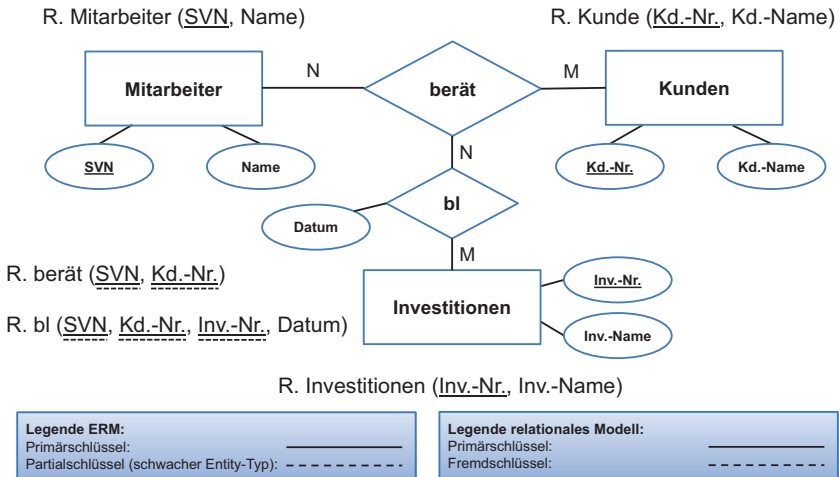 R. Mitarbeiter (SVN, Name)
R. Kunde (Kd.-Nr., Kd.-Name)
N
M
Mitarbeiter
berät
Kunden
SVN
Name
N
Kd.-Nr.
Kd.-Name
bl
Datum
M
R. berät (SVN, Kd.-Nr.)
Inv.-Nr.
Investitionen
R. bl (SVN, Kd.-Nr., Inv.-Nr., Datum)
Inv.-Name
R. Investitionen (Inv.-Nr., Inv.-Name)
Legende ERM:
Primärschlüssel:
Partialschlüssel (schwacher Entity-Typ):
Legende relationales Modell:
Primärschlüssel:
Fremdschlüssel: